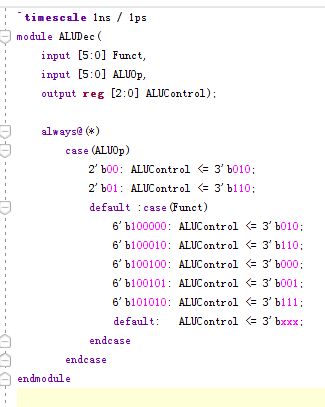 `timescale 1ns / 1ps
module ALUDec(
input [5:0] Funct,
input [5:0] ALUOp,
output reg [2:0] ALUControl);
always@(*)
case(ALUOp)
2'b00: ALUControl <= 3'b010;
2'b01: ALUControl <= 3'b110;
default :case(Funct)
6'b100000: ALUControl <= 3'b010;
6'b100010: ALUControl <= 3'b110;
6'b100100: ALUControl <= 3'b000;
6'b100101: ALUControl <= 3'b001;
6'b101010: ALUControl <= 3'b111;
default: ALUControl <= 3'bxxx;
endcase
endcase
endmodule